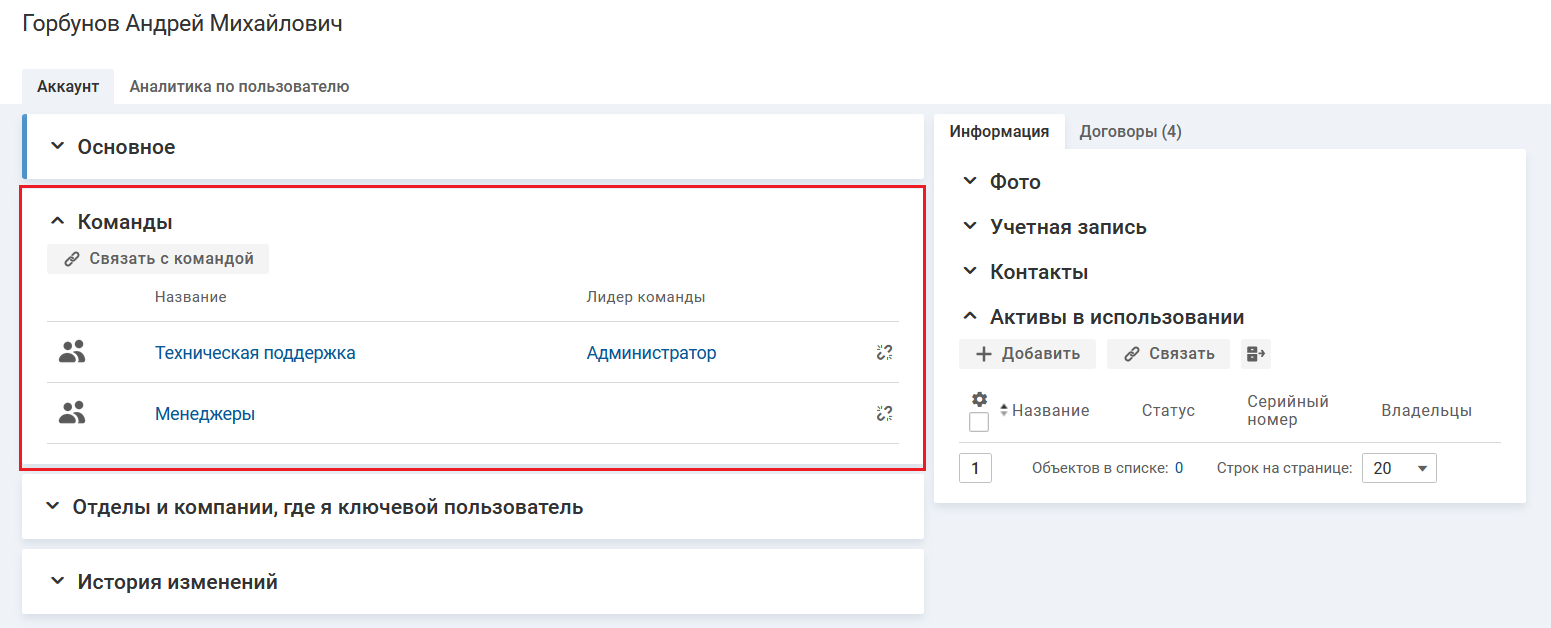 Горбунов Андрей Михайлович
Аккаунт
Аналитика по пользователю
Основное
Команды
Связать с командой
Название
Лидер команды
Техническая поддержка
Администратор
Менеджеры
Отделы и компании, где я ключевой пользователь
История изменений
Информация
Договоры (4)
Фото
Учетная запись
Контакты
Активы в использовании
Добавить
Связать
Название
Статус
Серийный
номер
Владельцы
1
Объектов в списке: 0
Строк на странице:
20